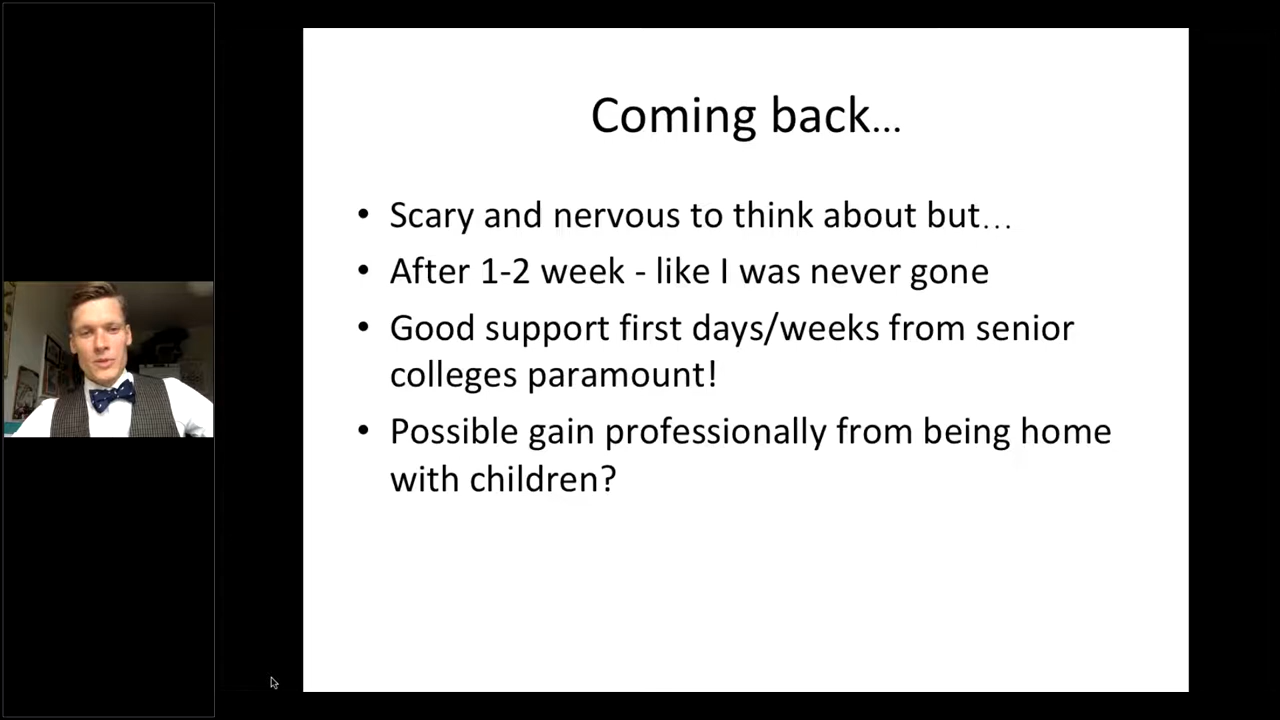 Coming back...
• Scary and nervous to think about but...
• After 1-2 week - like I was never gone
• Good support first days/weeks from senior
colleges paramount!
• Possible gain professionally from being home
with children?